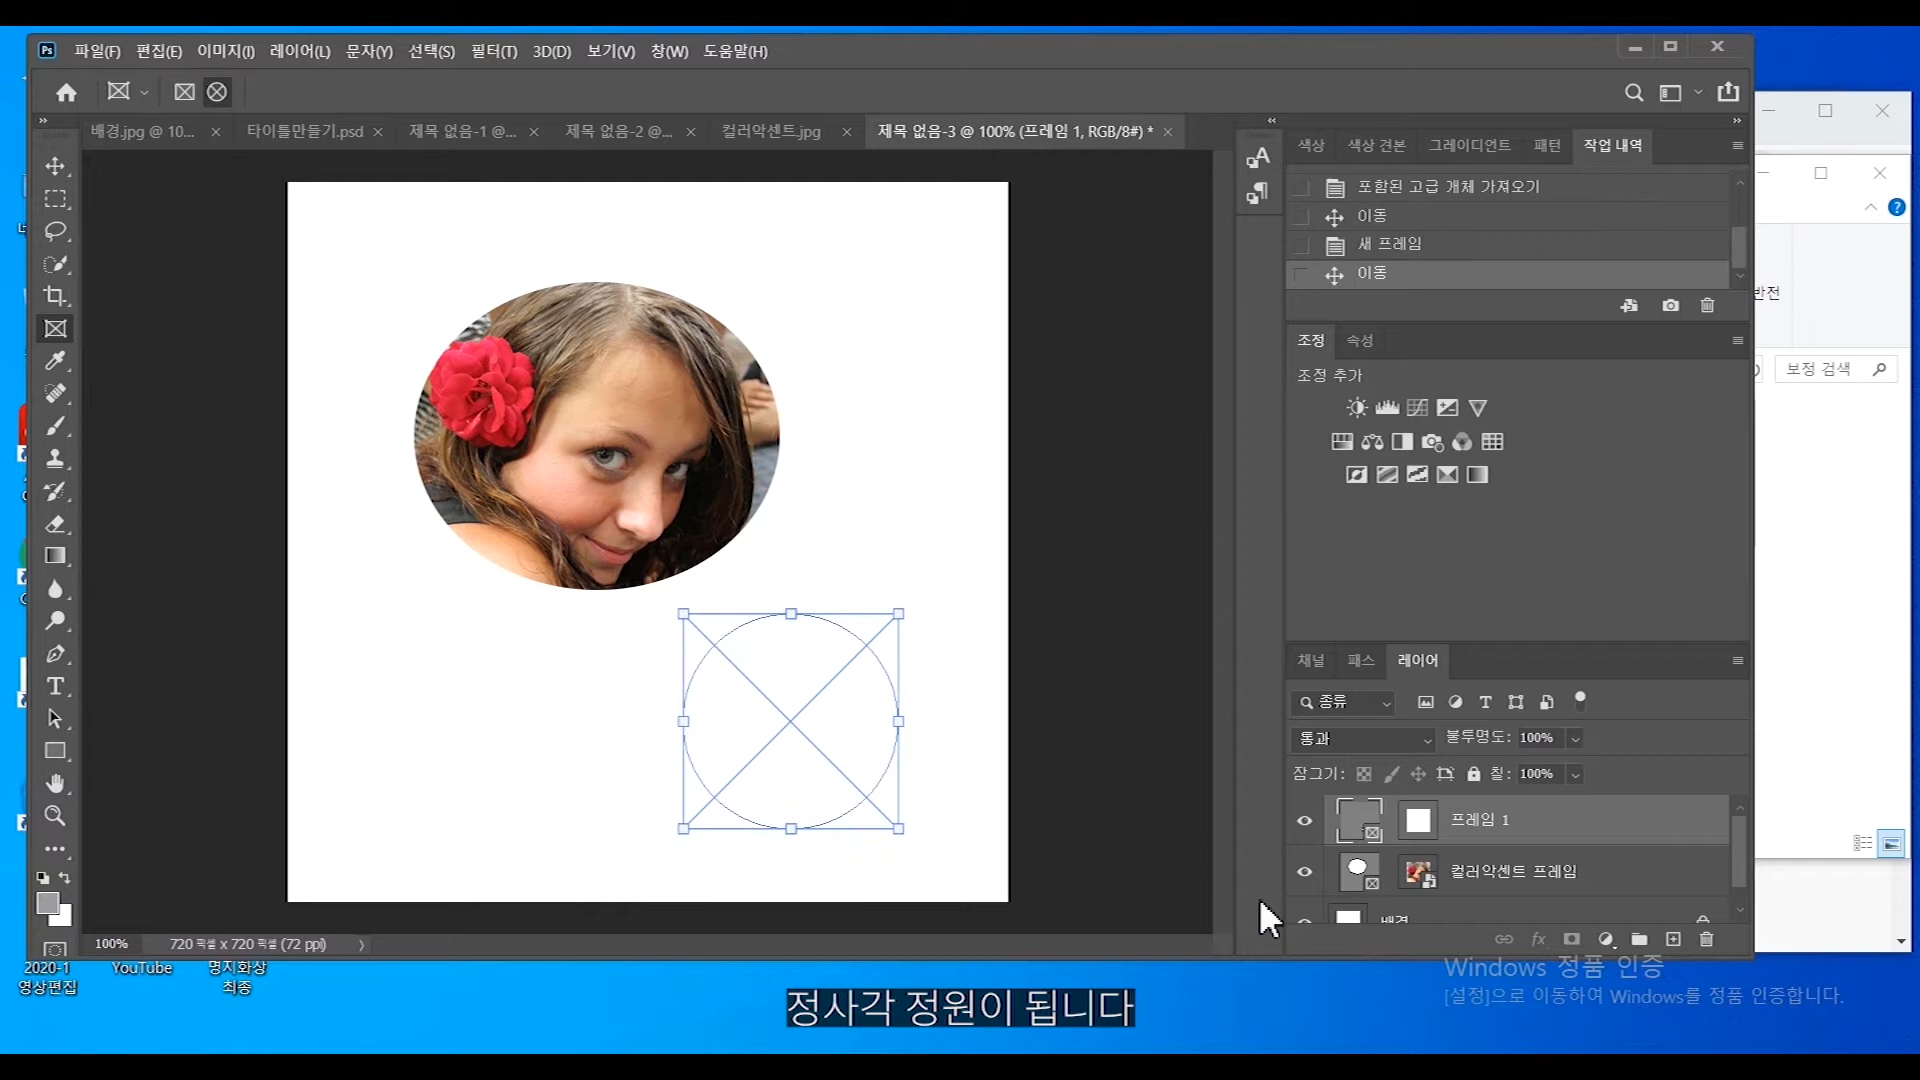 Ps 파일(F) 편집(E) 이미지(I) 레이어(L) 문자(Y) 선택(S) 필터(T) 3D(D) 보기(V) 창(W) 도움말(H)
배경.jpg @ 10... × 타이틀만들기.psd × 제목 없음-1 @... × 제목 없음-2 @... × 컬러악센트.jpg × 제목 없음-3 @ 100% (프레임 1, RGB/8#) * ×
색상 색상 견본 그레이디언트 패턴 작업 내역
포함된 고급 개체 가져오기
이동
새 프레임
이동
반전
조정 속성
보정 검색
조정 추가
채널 패스 레이어
종류
통과 불투명도: 100%
잠그기: 칠: 100%
프레임 1
컬러악센트 프레임
배경
100% 720 픽셀 x 720 픽셀 (72 ppi)
2020-1
영상편집
YouTube
명지화상
최종
Windows 정품 인증
[설정]으로 이동하여 Windows를 정품 인증합니다.
정사각 정원이 됩니다